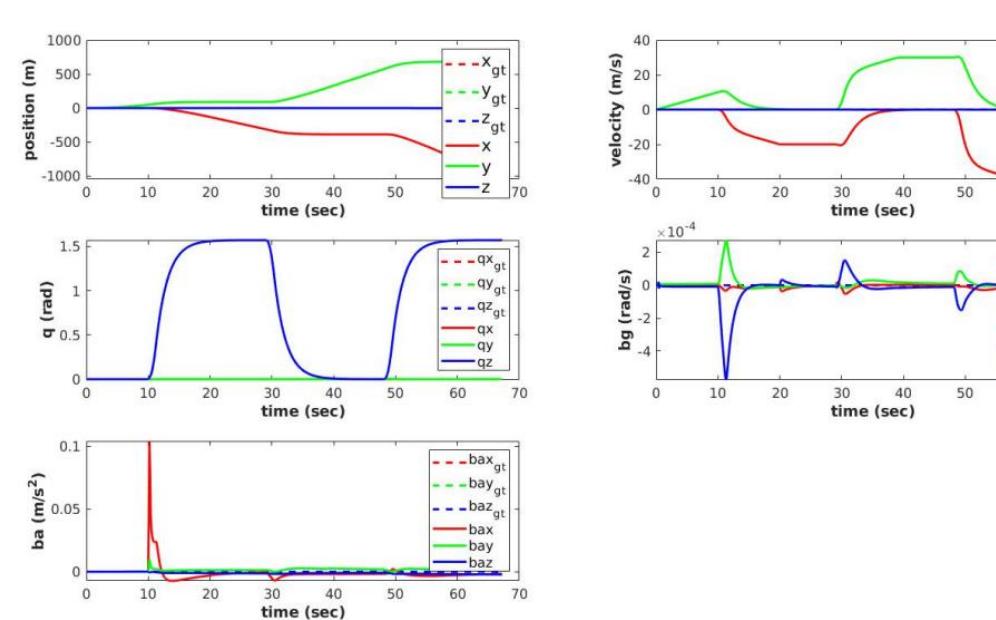 1000
500
0
-500
-1000
position (m)
0 10 20 30 40 50 70
time (sec)
x_gt
y_gt
z_gt
x
y
z
40
20
0
-20
-40
velocity (m/s)
0 10 20 30 40 50
time (sec)
1.5
1
0.5
0
q (rad)
0 10 20 30 40 50 60 70
time (sec)
qx_gt
qy_gt
qz_gt
qx
qy
qz
×10^-4
2
0
-2
-4
bg (rad/s)
0 10 20 30 40 50
time (sec)
0.1
0.05
0
ba (m/s^2)
0 10 20 30 40 50 60 70
time (sec)
bax_gt
bay_gt
baz_gt
bax
bay
baz